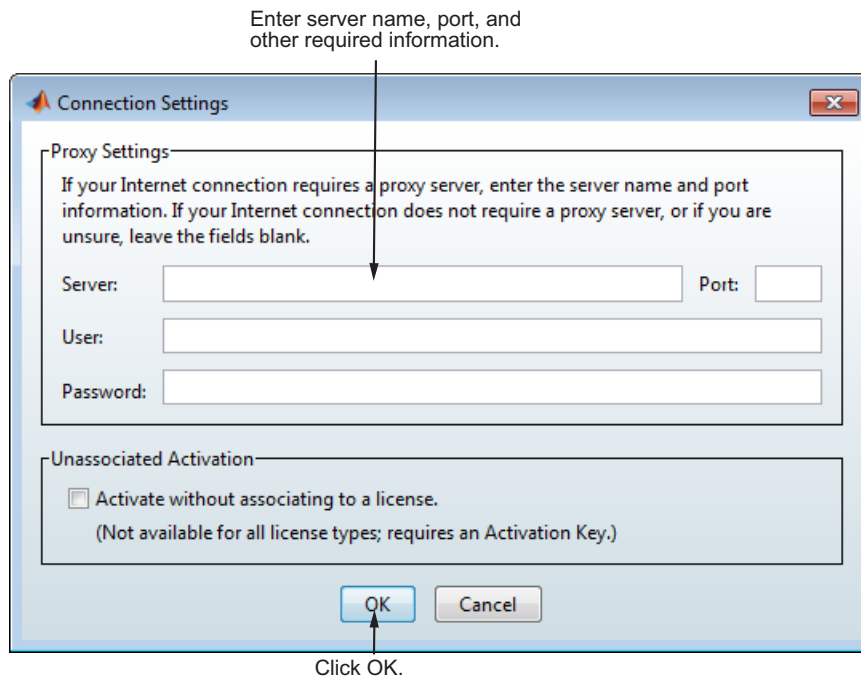 Enter server name, port, and
other required information.
Connection Settings
Proxy Settings
If your Internet connection requires a proxy server, enter the server name and port
information. If your Internet connection does not require a proxy server, or if you are
unsure, leave the fields blank.
Server:
Port:
User:
Password:
Unassociated Activation
Activate without associating to a license.
(Not available for all license types; requires an Activation Key.)
OK
Cancel
Click OK.